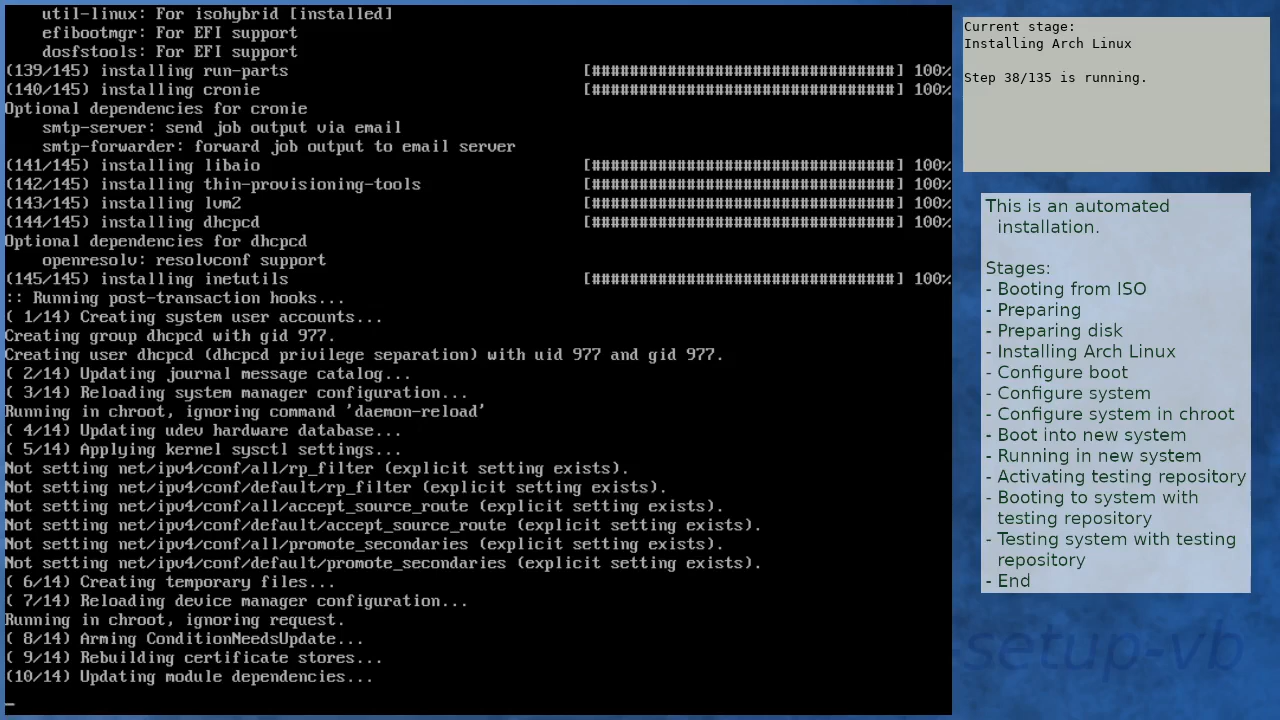 util-linux: For isohybrid [installed]
    efibootmgr: For EFI support
    dosfstools: For EFI support
(139/145) installing run-parts [################################] 100%
(140/145) installing cronie [################################] 100%
Optional dependencies for cronie
    smtp-server: send job output via email
    smtp-forwarder: forward job output to email server
(141/145) installing libaio [################################] 100%
(142/145) installing thin-provisioning-tools [################################] 100%
(143/145) installing lvm2 [################################] 100%
(144/145) installing dhcpcd [################################] 100%
Optional dependencies for dhcpcd
    openresolv: resolvconf support
(145/145) installing inetutils [################################] 100%
:: Running post-transaction hooks...
( 1/14) Creating system user accounts...
Creating group dhcpcd with gid 977.
Creating user dhcpcd (dhcpcd privilege separation) with uid 977 and gid 977.
( 2/14) Updating journal message catalog...
( 3/14) Reloading system manager configuration...
Running in chroot, ignoring command 'daemon-reload'
( 4/14) Updating udev hardware database...
( 5/14) Applying kernel sysctl settings...
Not setting net/ipv4/conf/all/rp_filter (explicit setting exists).
Not setting net/ipv4/conf/default/rp_filter (explicit setting exists).
Not setting net/ipv4/conf/all/accept_source_route (explicit setting exists).
Not setting net/ipv4/conf/default/accept_source_route (explicit setting exists).
Not setting net/ipv4/conf/all/promote_secondaries (explicit setting exists).
Not setting net/ipv4/conf/default/promote_secondaries (explicit setting exists).
( 6/14) Creating temporary files...
( 7/14) Reloading device manager configuration...
Running in chroot, ignoring request.
( 8/14) Arming ConditionNeedsUpdate...
( 9/14) Rebuilding certificate stores...
(10/14) Updating module dependencies...
_
Current stage:
Installing Arch Linux
Step 38/135 is running.
This is an automated
installation.
Stages:
- Booting from ISO
- Preparing
- Preparing disk
- Installing Arch Linux
- Configure boot
- Configure system
- Configure system in chroot
- Boot into new system
- Running in new system
- Activating testing repository
- Booting to system with
testing repository
- Testing system with testing
repository
- End
-setup-vb